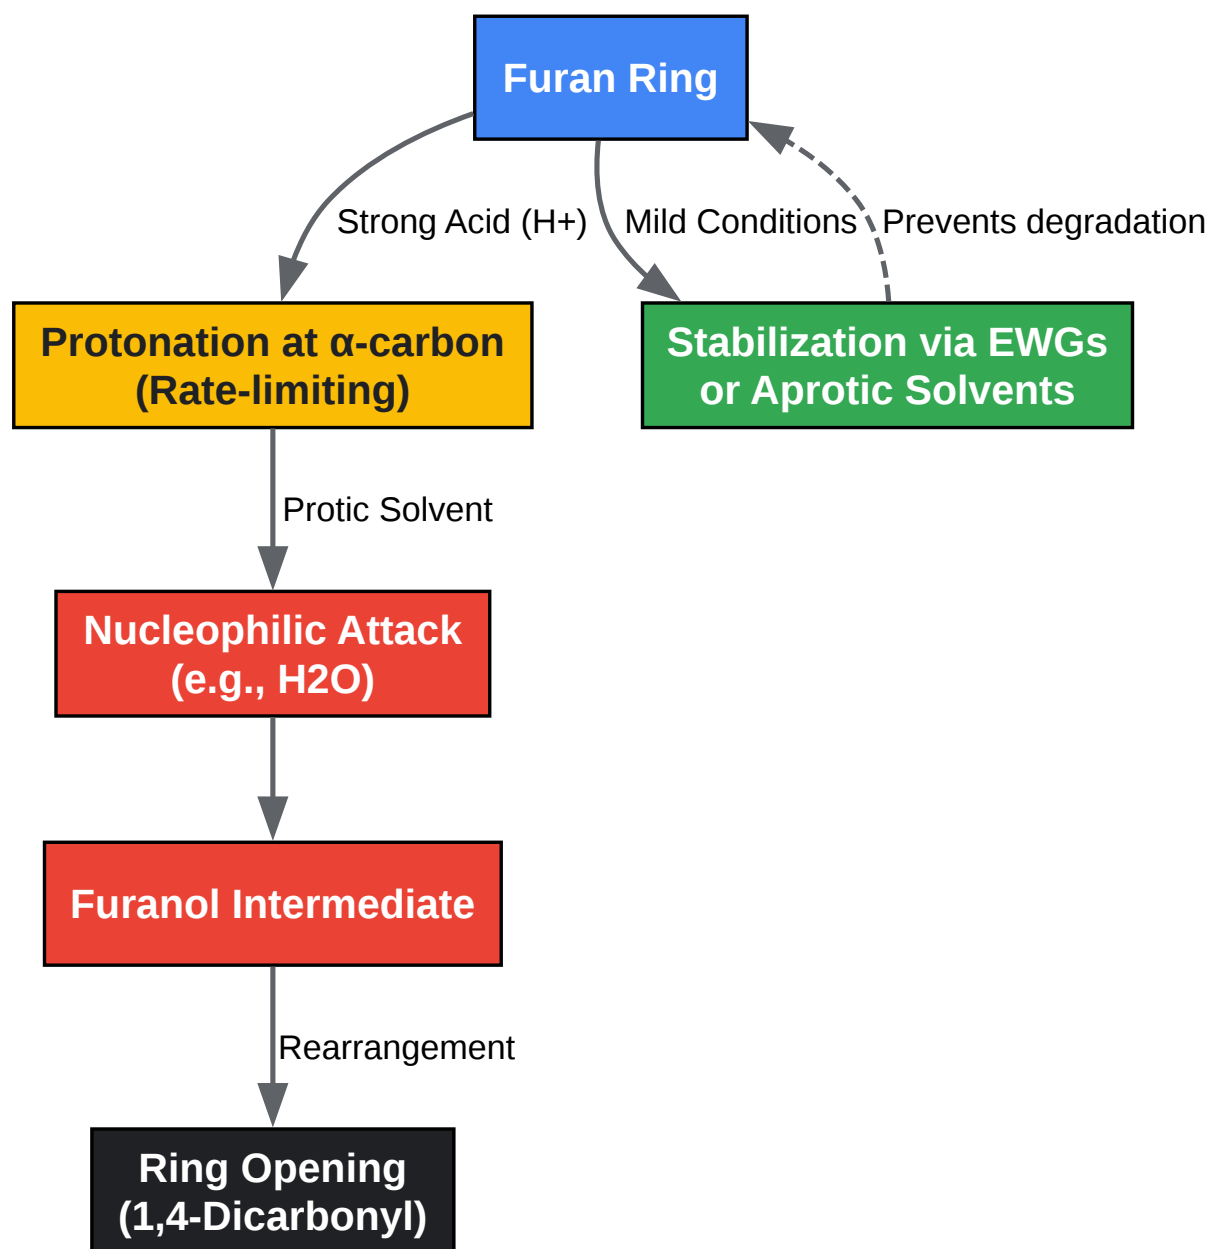 Furan Ring
Strong Acid (H+)
Mild Conditions
Prevents degradation
Protonation at α-carbon
(Rate-limiting)
Stabilization via EWGs
or Aprotic Solvents
Protic Solvent
Nucleophilic Attack
(e.g., H2O)
Furanol Intermediate
Rearrangement
Ring Opening
(1,4-Dicarbonyl)